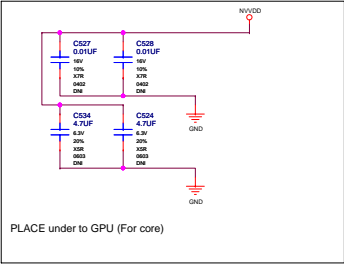 NVVDD
C527
0.01UF
16V
10%
X7R
0402
DNI
C528
0.01UF
16V
10%
X7R
0402
DNI
GND
C534
4.7UF
6.3V
20%
X5R
0603
DNI
C524
4.7UF
6.3V
20%
X5R
0603
DNI
GND
PLACE under to GPU (For core)